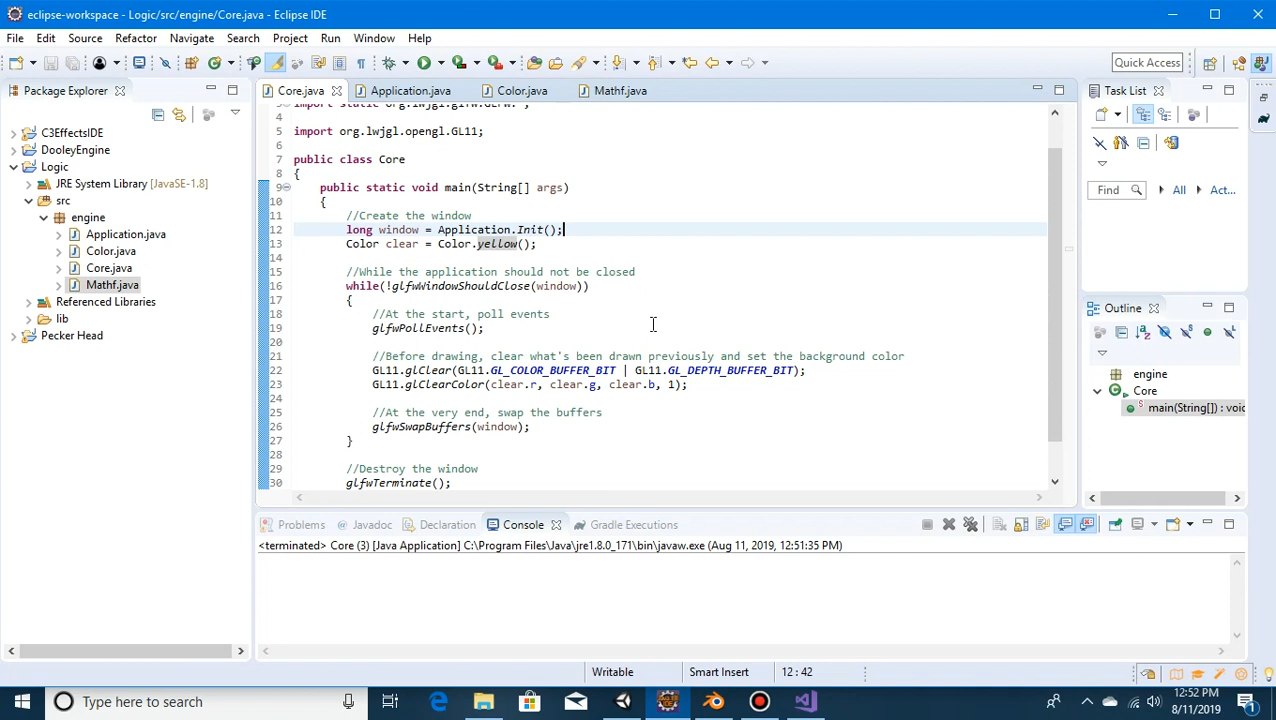 eclipse-workspace - Logic/src/engine/Core.java - Eclipse IDE
File Edit Source Refactor Navigate Search Project Run Window Help
Quick Access
Package Explorer
C3EffectsIDE
DooleyEngine
Logic
JRE System Library [JavaSE-1.8]
src
engine
Application.java
Color.java
Core.java
Mathf.java
Referenced Libraries
lib
Pecker Head
Core.java Application.java Color.java Mathf.java
4
5 import org.lwjgl.opengl.GL11;
6
7 public class Core
8 {
9 public static void main(String[] args)
10 {
11 //Create the window
12 long window = Application.Init();
13 Color clear = Color.yellow();
14
15 //While the application should not be closed
16 while(!glfwWindowShouldClose(window))
17 {
18 //At the start, poll events
19 glfwPollEvents();
20
21 //Before drawing, clear what's been drawn previously and set the background color
22 GL11.glClear(GL11.GL_COLOR_BUFFER_BIT | GL11.GL_DEPTH_BUFFER_BIT);
23 GL11.glClearColor(clear.r, clear.g, clear.b, 1);
24
25 //At the very end, swap the buffers
26 glfwSwapBuffers(window);
27 }
28
29 //Destroy the window
30 glfwTerminate();
Task List
Find All Act...
Outline
engine
Core
main(String[]) : void
Problems Javadoc Declaration Console Gradle Executions
<terminated> Core (3) [Java Application] C:\Program Files\Java\jre1.8.0_171\bin\javaw.exe (Aug 11, 2019, 12:51:35 PM)
Writable Smart Insert 12 : 42
Type here to search
12:52 PM
8/11/2019
1